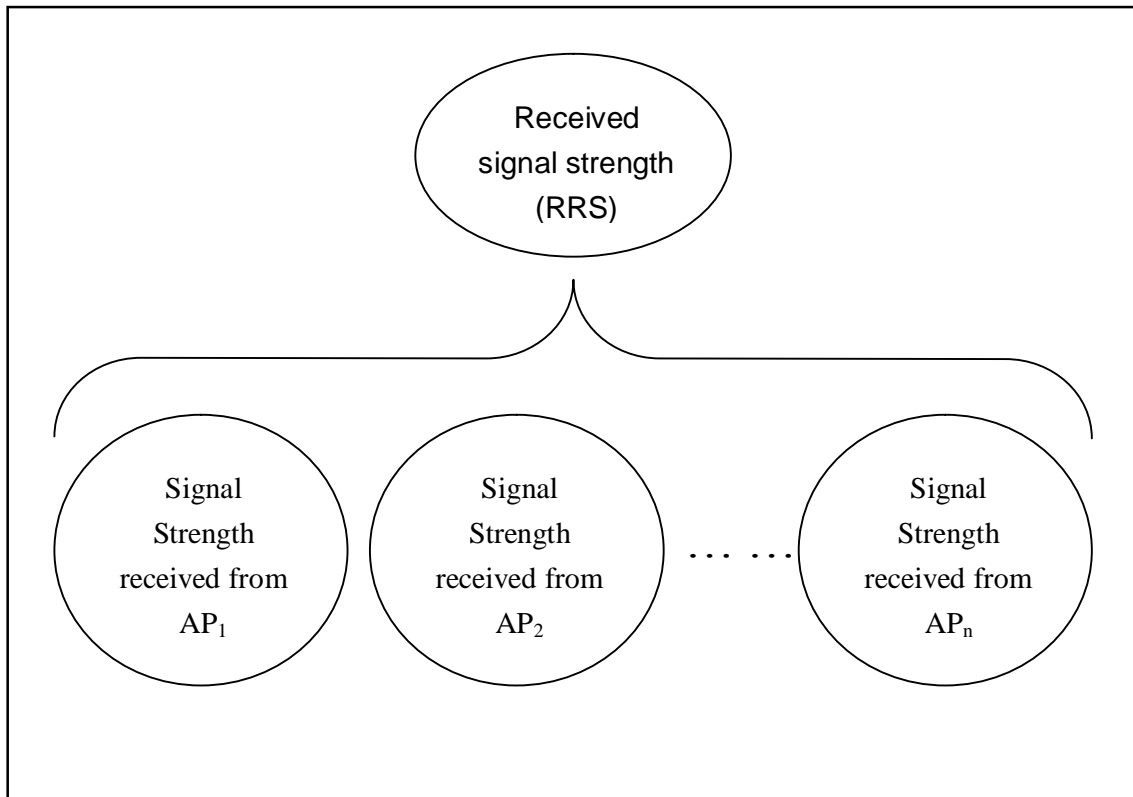 Received
signal strength
(RRS)
Signal
Strength
received from
AP₁
Signal
Strength
received from
AP₂
... ...
Signal
Strength
received from
APₙ